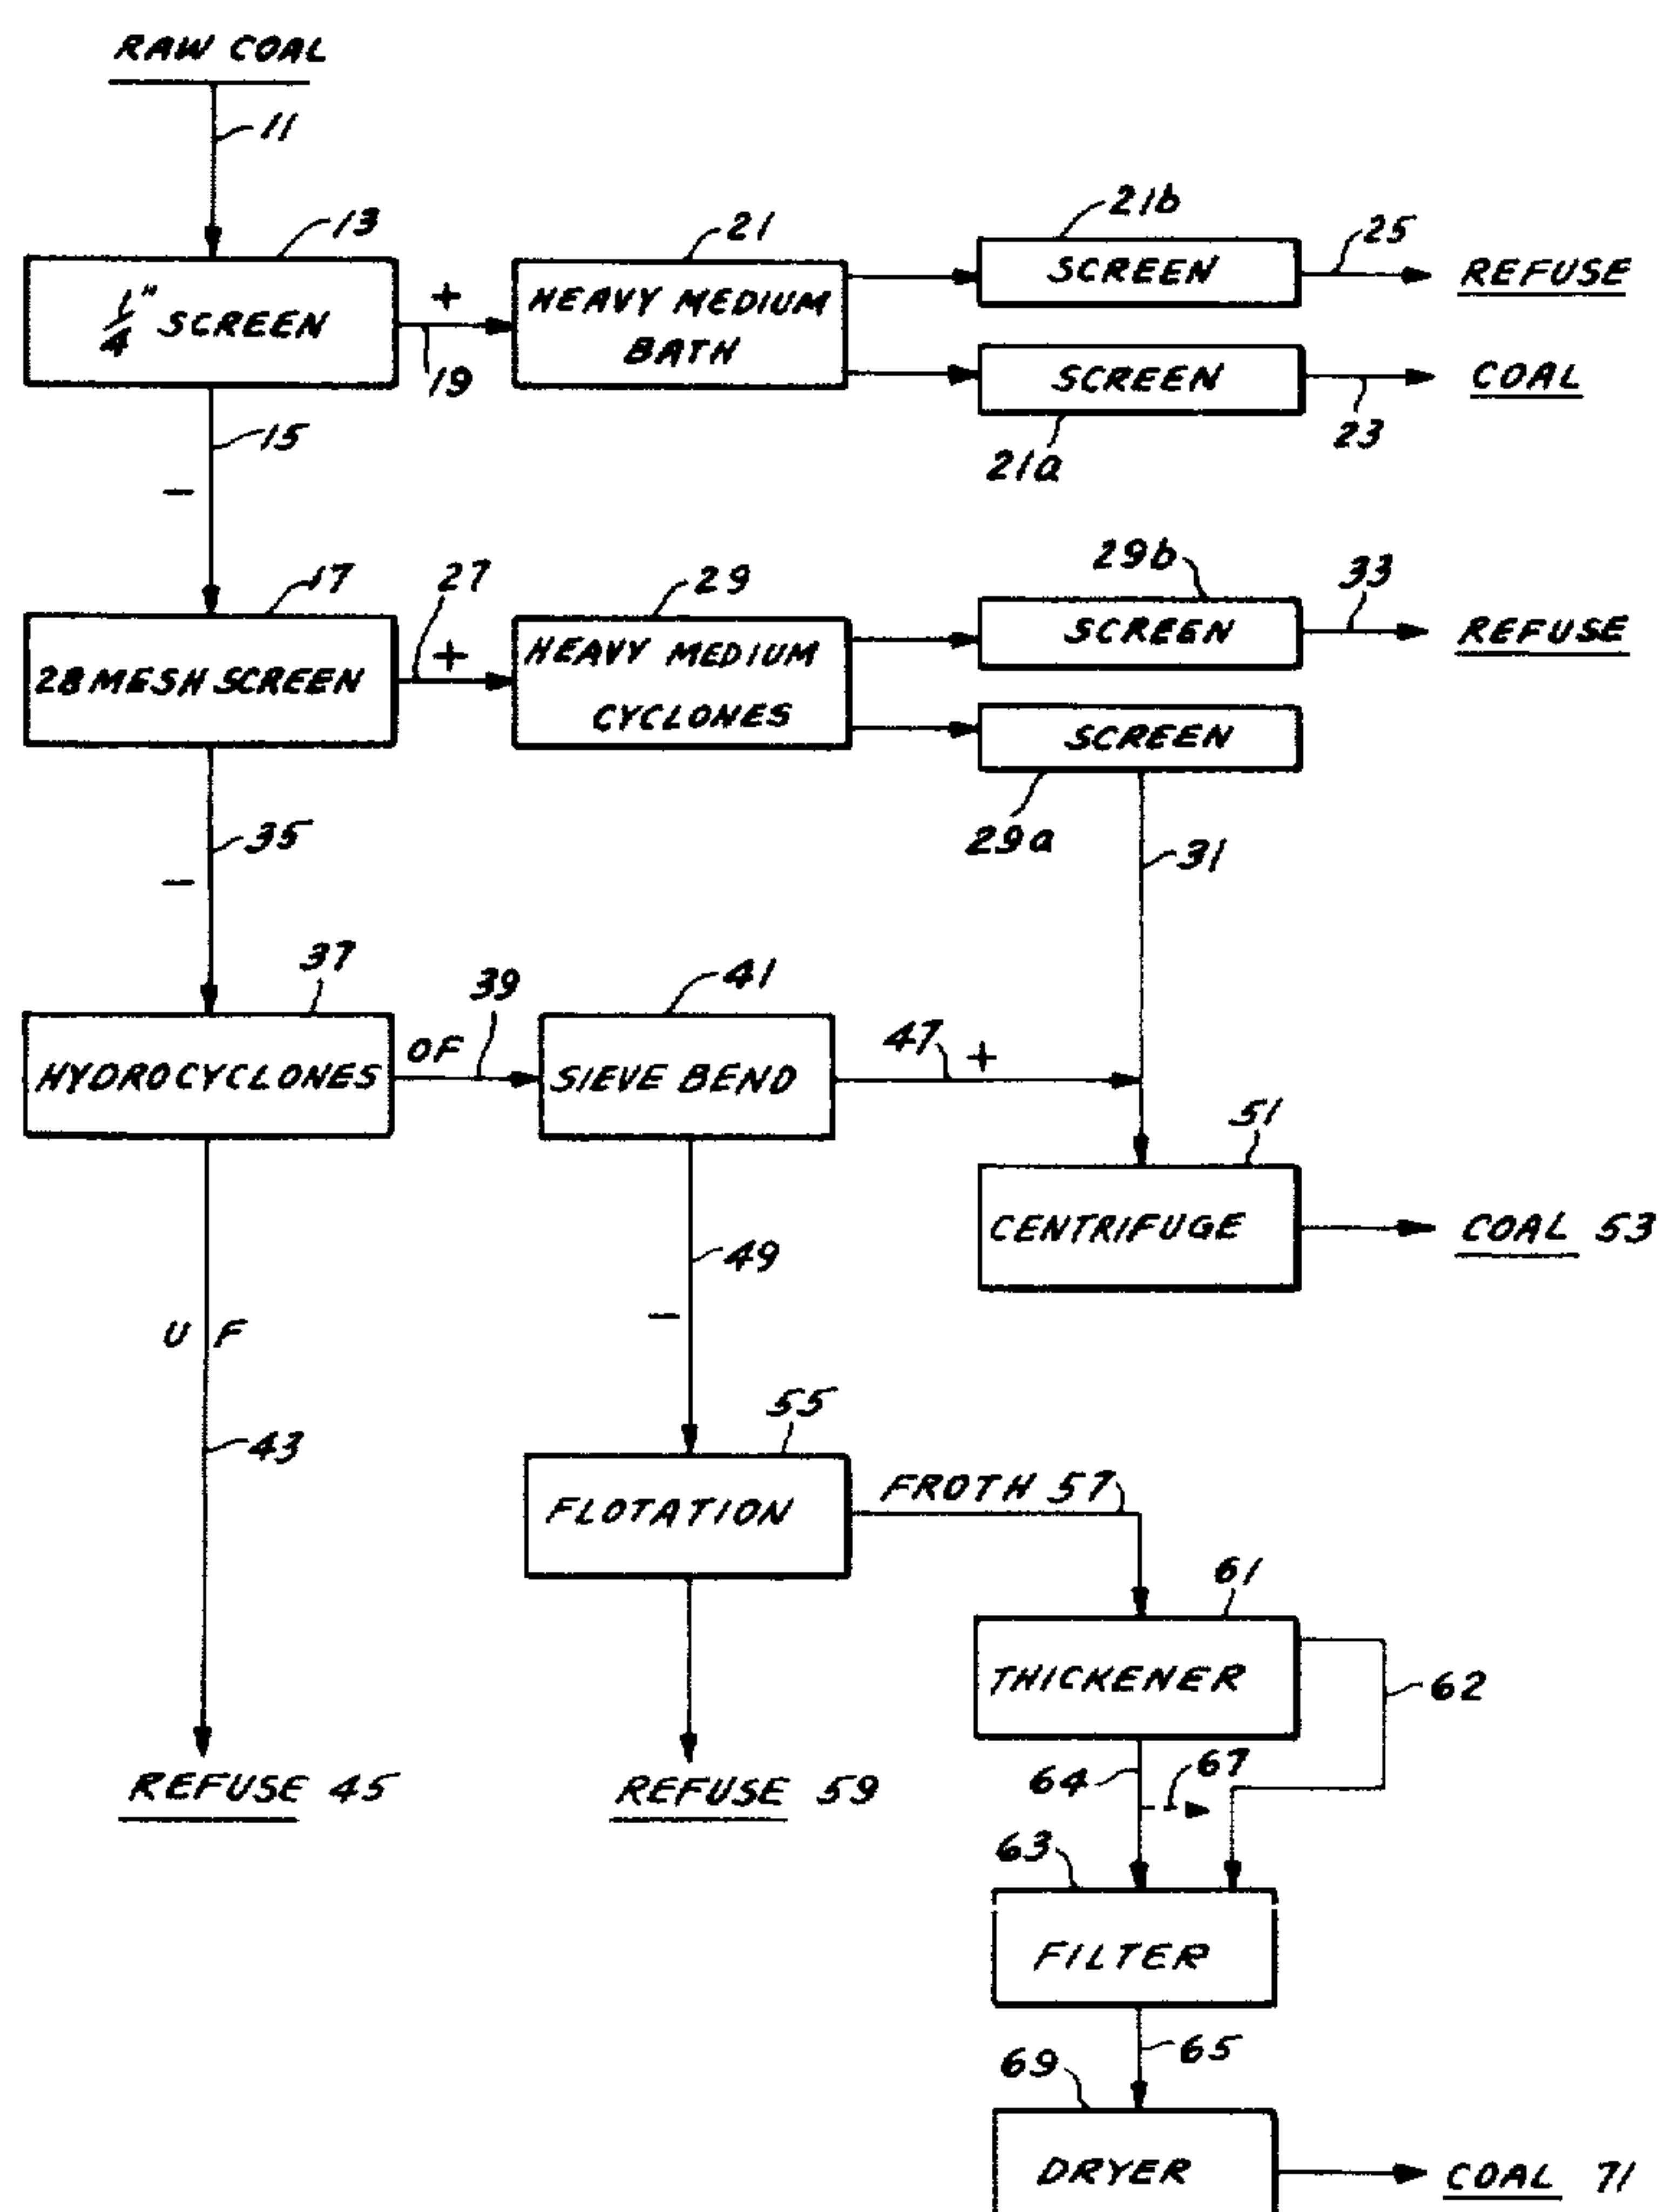 RAW COAL
11
13
1/4" SCREEN
+
19
21
HEAVY MEDIUM
BATH
21b
SCREEN
25
REFUSE
SCREEN
21a
23
COAL
15
-
17
28 MESH SCREEN
27
+
29
HEAVY MEDIUM
CYCLONES
29b
SCREEN
33
REFUSE
SCREEN
29a
31
35
-
37
HYDROCYCLONES
OF
39
41
SIEVE BEND
47
+
51
CENTRIFUGE
COAL 53
49
-
UF
43
55
FLOTATION
FROTH 57
61
THICKENER
62
64
67
REFUSE 45
REFUSE 59
63
FILTER
65
69
DRYER
COAL 71